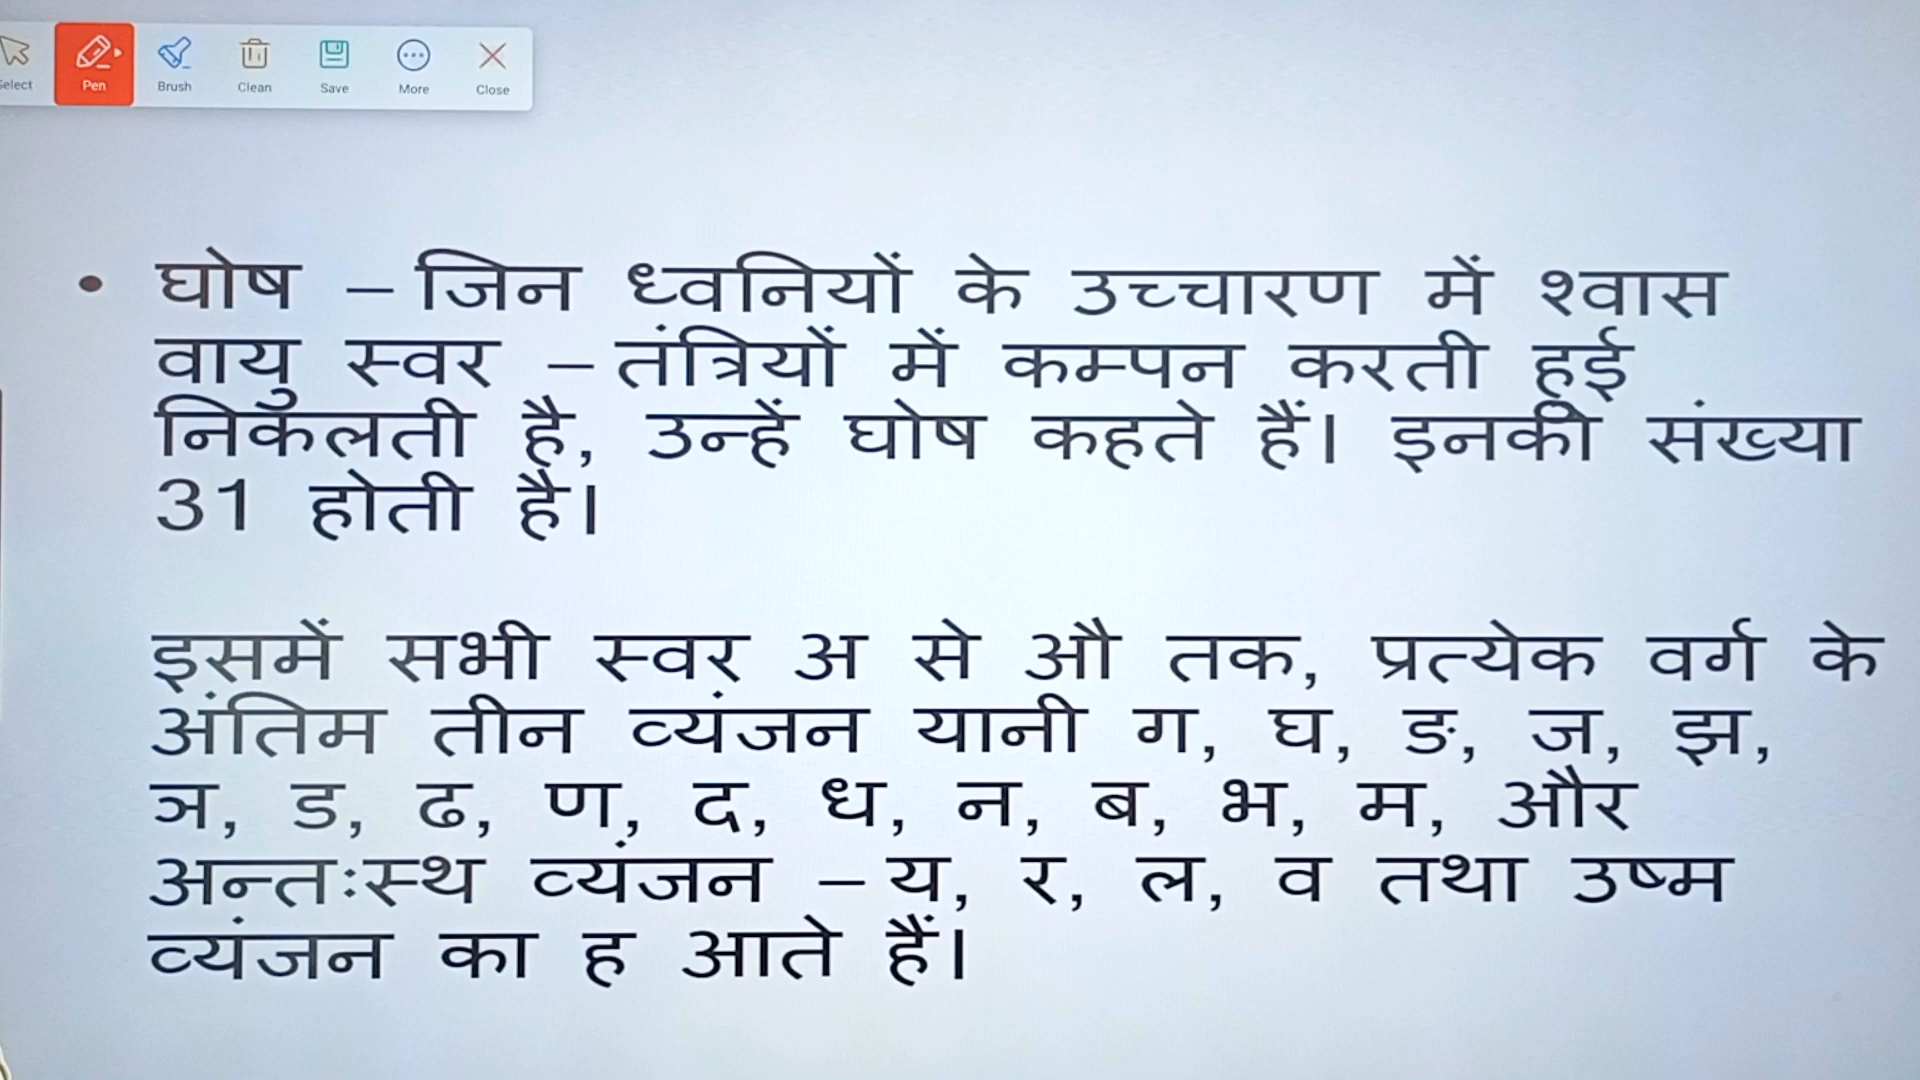 Select Pen Brush Clean Save More Close
• घोष – जिन ध्वनियों के उच्चारण में श्वास
वायु स्वर – तंत्रियों में कम्पन करती हुई
निकलती है, उन्हें घोष कहते हैं। इनकी संख्या
31 होती है।
इसमें सभी स्वर अ से औ तक, प्रत्येक वर्ग के
अंतिम तीन व्यंजन यानी ग, घ, ङ, ज, झ,
ञ, ड, ढ, ण, द, ध, न, ब, भ, म, और
अन्तःस्थ व्यंजन – य, र, ल, व तथा उष्म
व्यंजन का ह आते हैं।